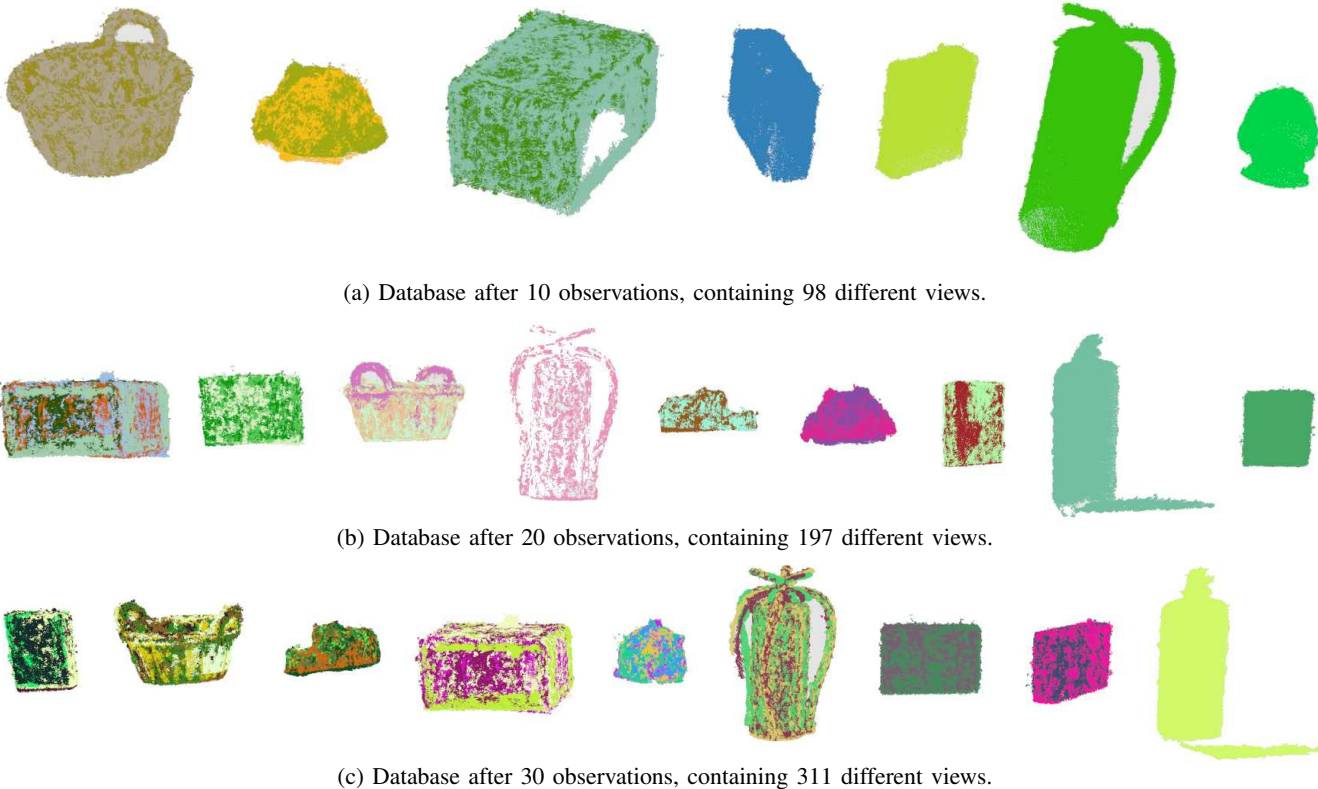 (a) Database after 10 observations, containing 98 different views.
(b) Database after 20 observations, containing 197 different views.
(c) Database after 30 observations, containing 311 different views.